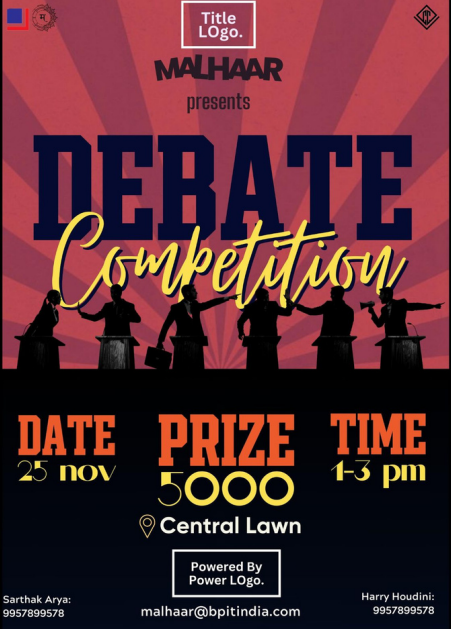 Title
LOgo.
MALHAAR
presents
DEBATE
Competition
DATE
25 nov
PRIZE
5000
TIME
1-3 pm
Central Lawn
Powered By
Power LOgo.
Sarthak Arya:
9957899578
malhaar@bpitindia.com
Harry Houdini:
9957899578